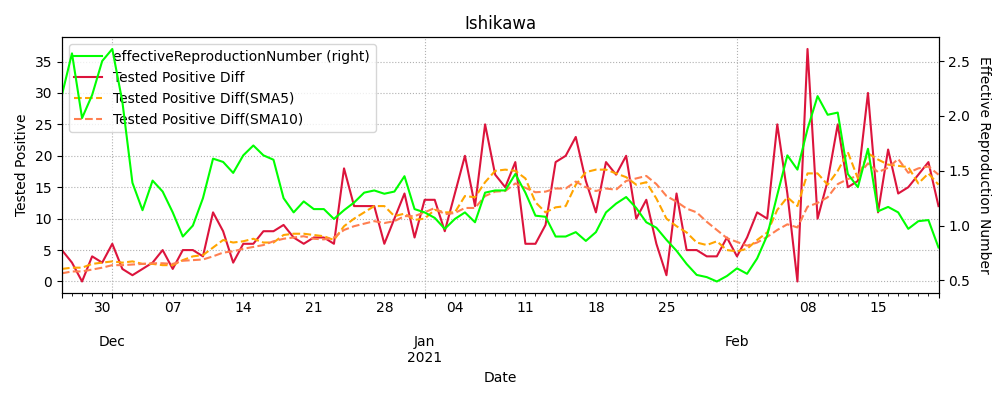 Ishikawa
effectiveReproductionNumber (right)
Tested Positive Diff
Tested Positive Diff(SMA5)
Tested Positive Diff(SMA10)
Tested Positive
35
30
25
20
15
10
5
0
2.5
2.0
1.5
1.0
0.5
Effective Reproduction Number
30 07 14 21 28 04 11 18 25 08 15
Dec Jan Feb
2021
Date